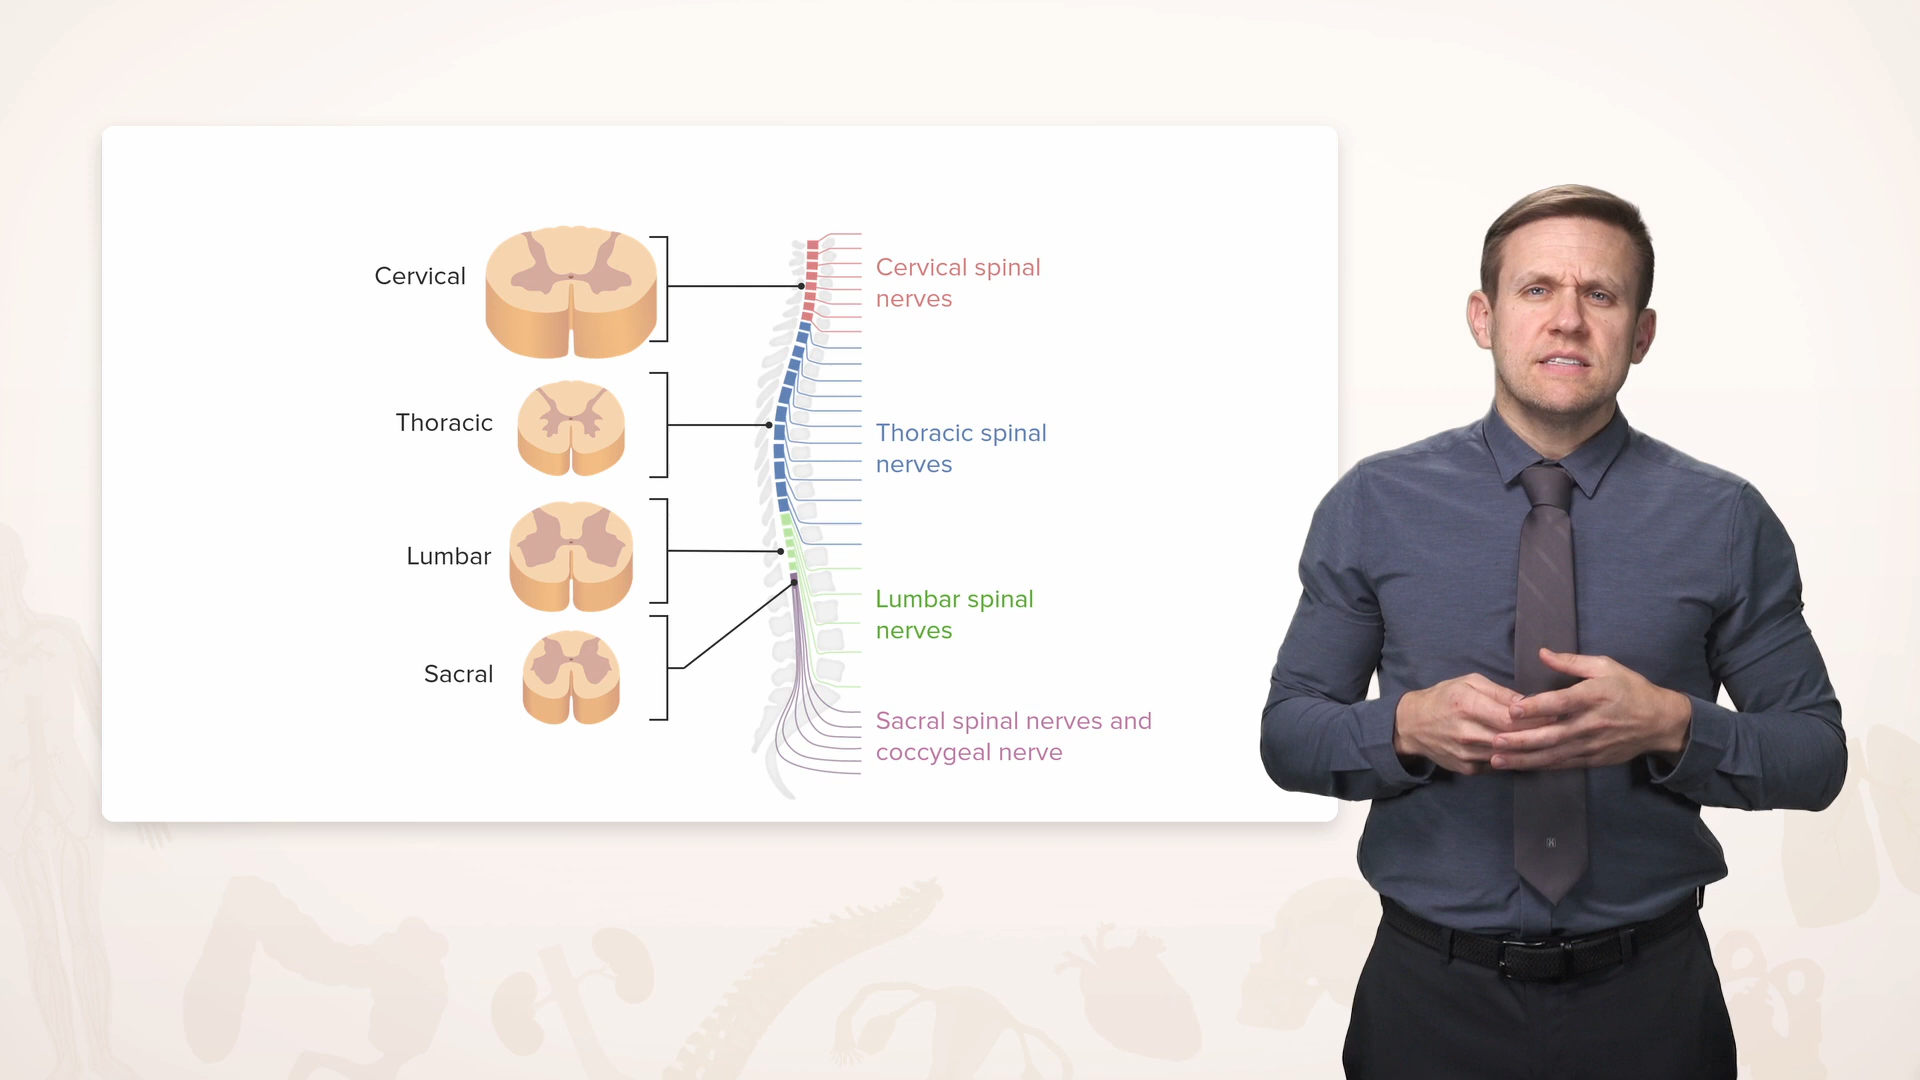 Cervical
Thoracic
Lumbar
Sacral
Cervical spinal
nerves
Thoracic spinal
nerves
Lumbar spinal
nerves
Sacral spinal nerves and
coccygeal nerve